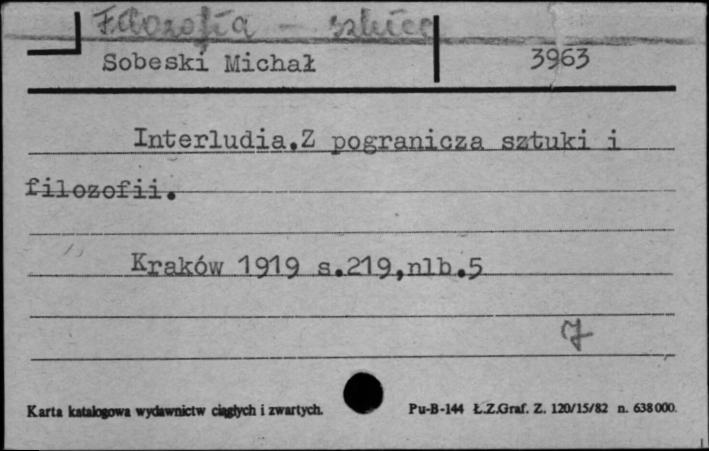 Filozofia - sztuce
Sobeski Michał 3963
Interludia.Z pogranicza sztuki i
filozofii.
Kraków 1919 s.219,nlb.5
Karta katalogowa wydawnictw ciągłych i zwartych. Pu-B-144 Ł.Z.Graf. Z. 120/15/82 n. 638000.